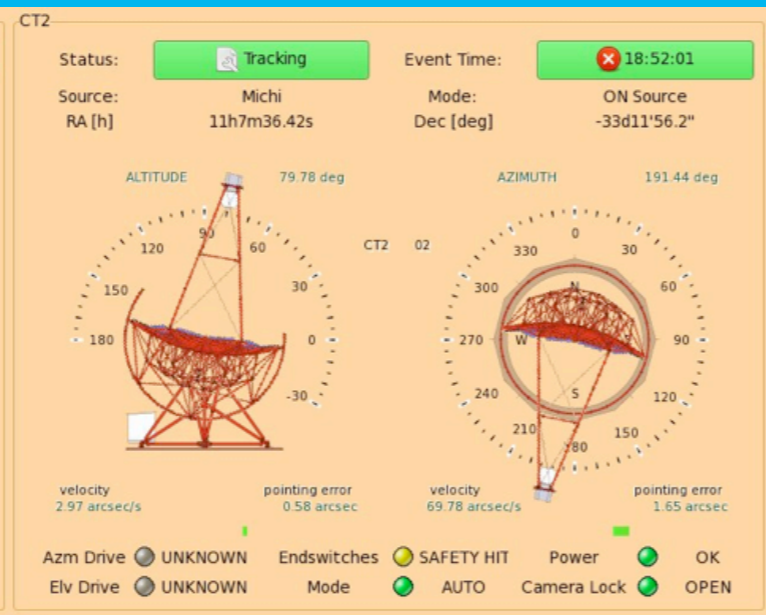 CT2
Status: Tracking Event Time: 18:52:01
Source: Michi Mode: ON Source
RA [h] 11h7m36.42s Dec [deg] -33d11'56.2"
ALTITUDE 79.78 deg AZIMUTH 191.44 deg
CT2 02
180 150 120 90 60 30 0 -30
0 30 60 90 120 150 80 210 240 270 300 330
N
W
S
velocity pointing error velocity pointing error
2.97 arcsec/s 0.58 arcsec 69.78 arcsec/s 1.65 arcsec
Azm Drive UNKNOWN Endswitches SAFETY HIT Power OK
Elv Drive UNKNOWN Mode AUTO Camera Lock OPEN